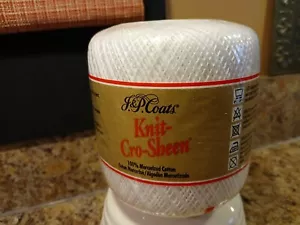 J.&P. Coats
Knit-
Cro-Sheen
100% Mercerized Cotton